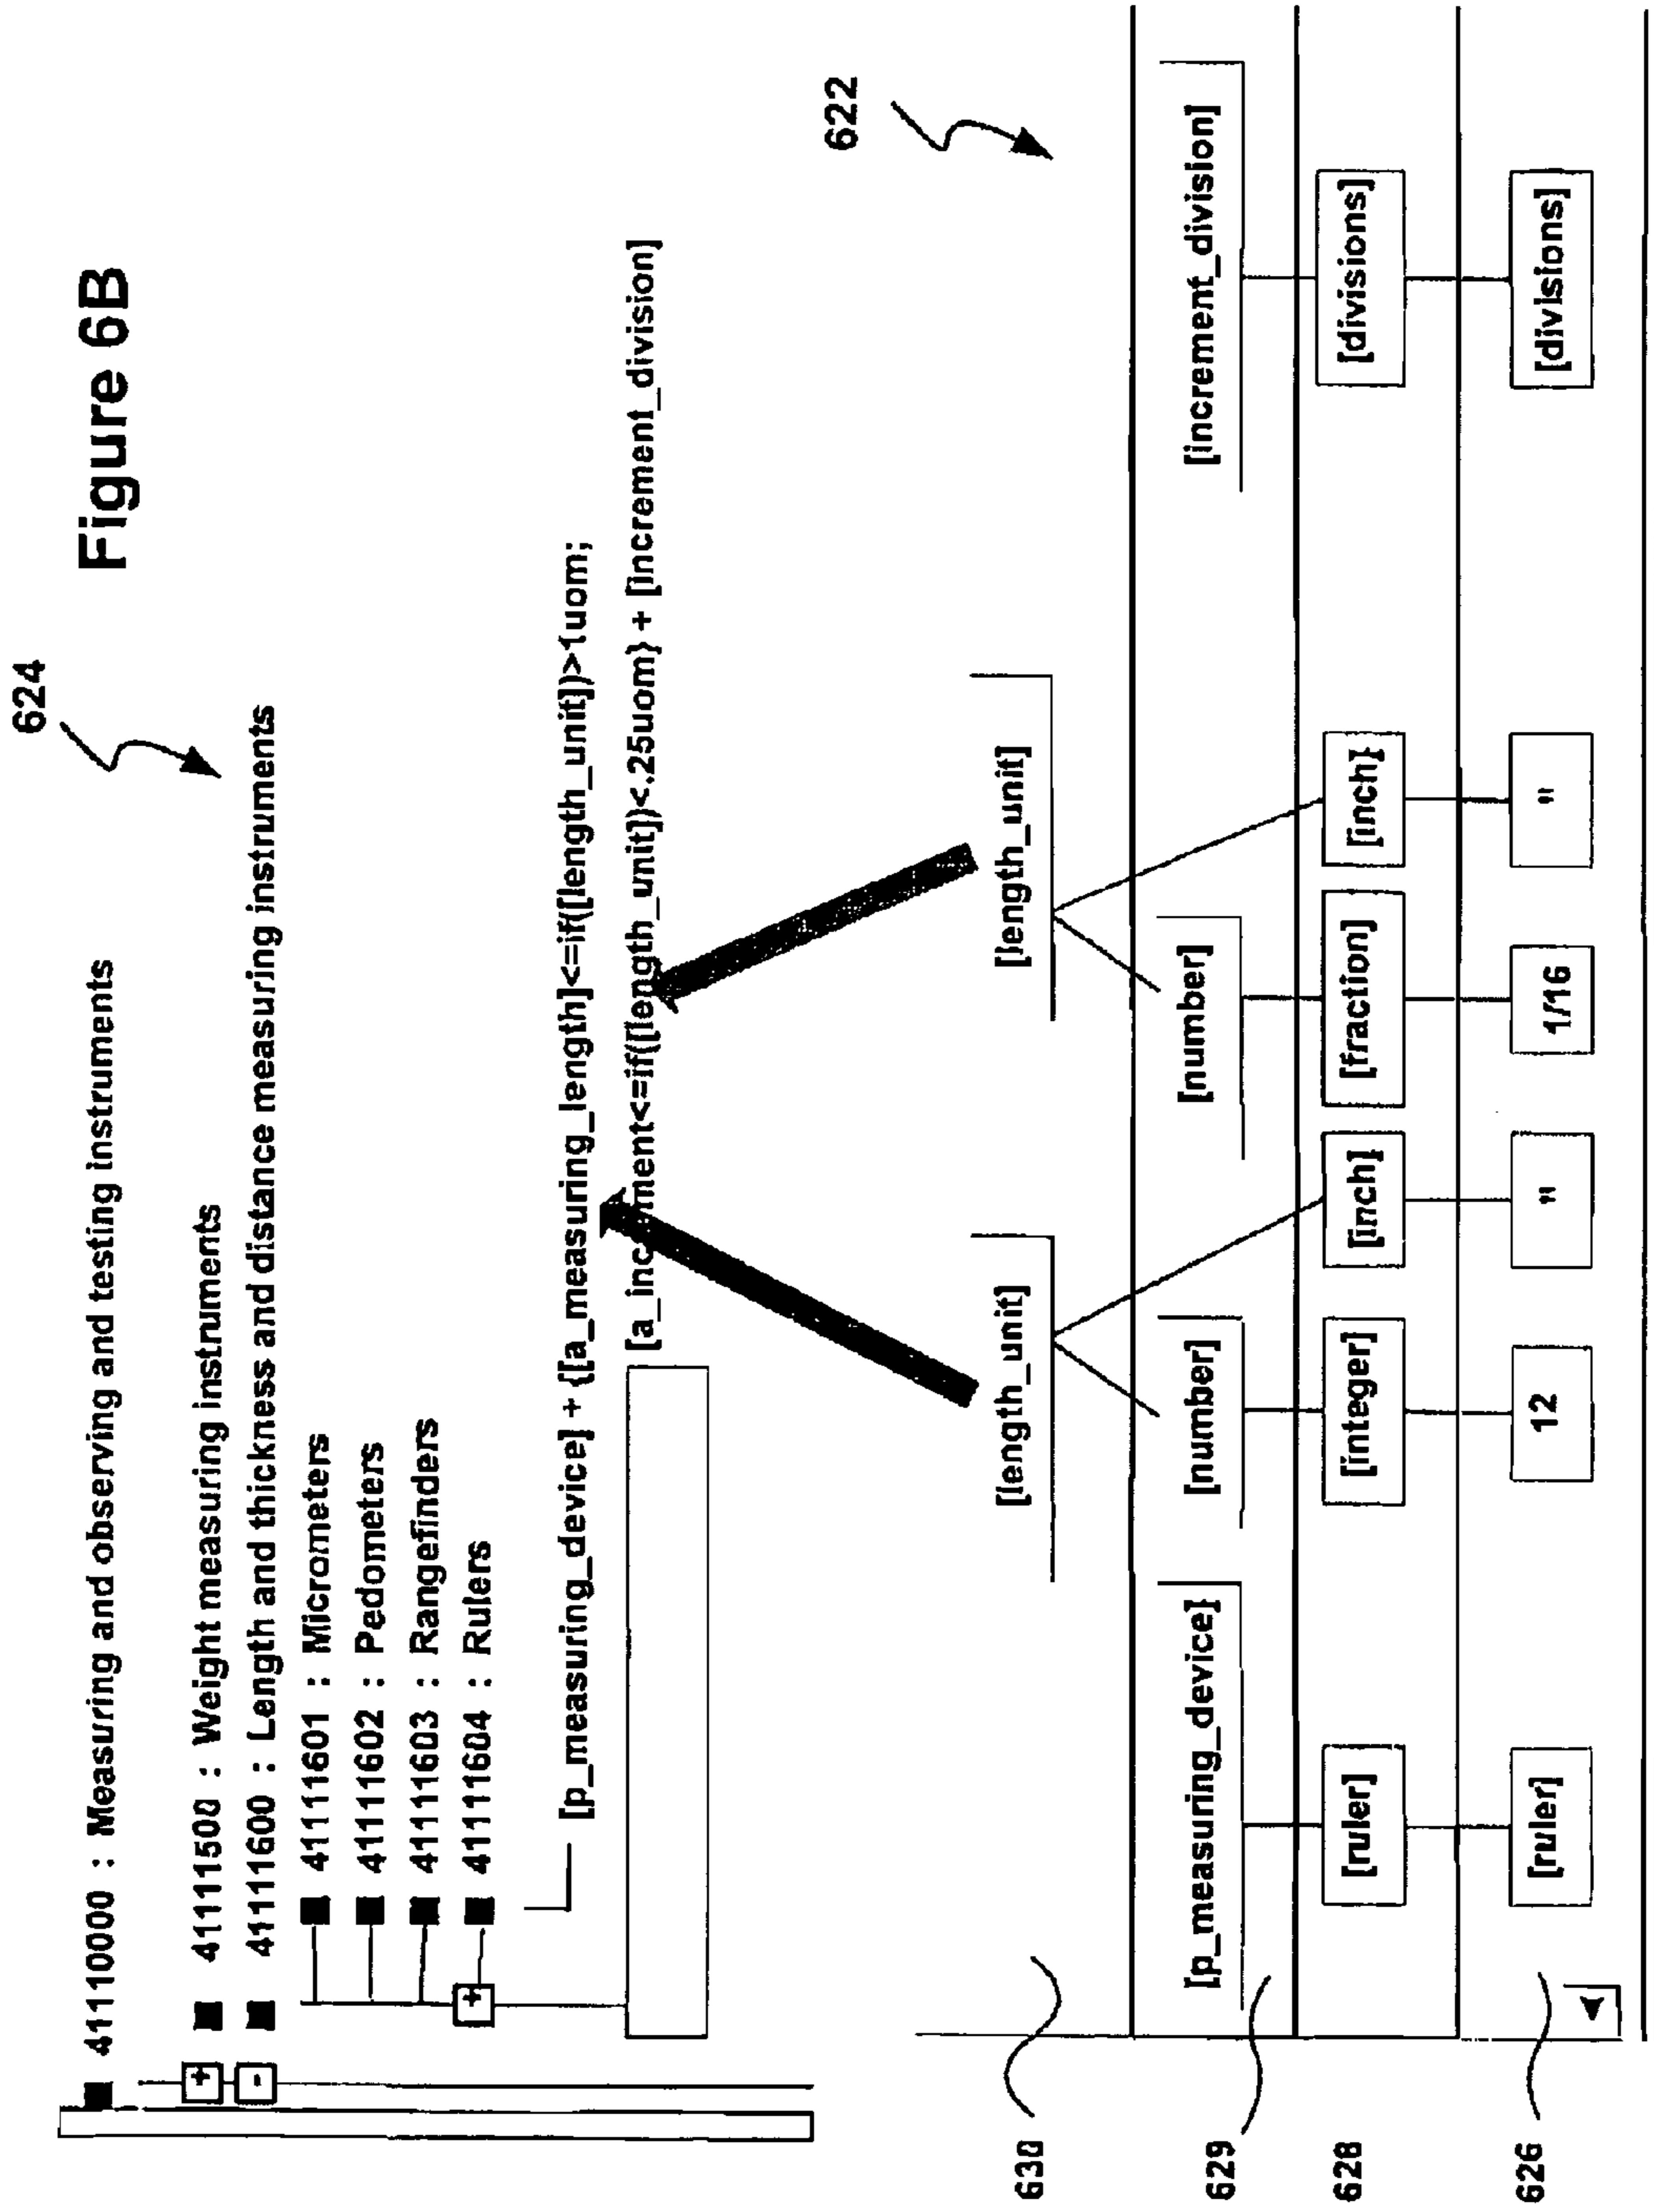 Figure 6B
624
41110000 : Measuring and observing and testing instruments
+ 41111500 : Weight measuring instruments
- 41111600 : Length and thickness and distance measuring instruments
41111601 : Micrometers
41111602 : Pedometers
41111603 : Rangefinders
+ 41111604 : Rulers
[p_measuring_device] + {[a_measuring_length]<=if([length_unit])>1uom;
[a_increment<=if([length_unit])<.25uom} + [increment_division]
622
630 [length_unit] [length_unit]
629 [p_measuring_device] [number] [number] [increment_division]
628 [ruler] [integer] [inch] [fraction] [inch] [divisions]
626 [ruler] 12 " 1/16 " [divisions]